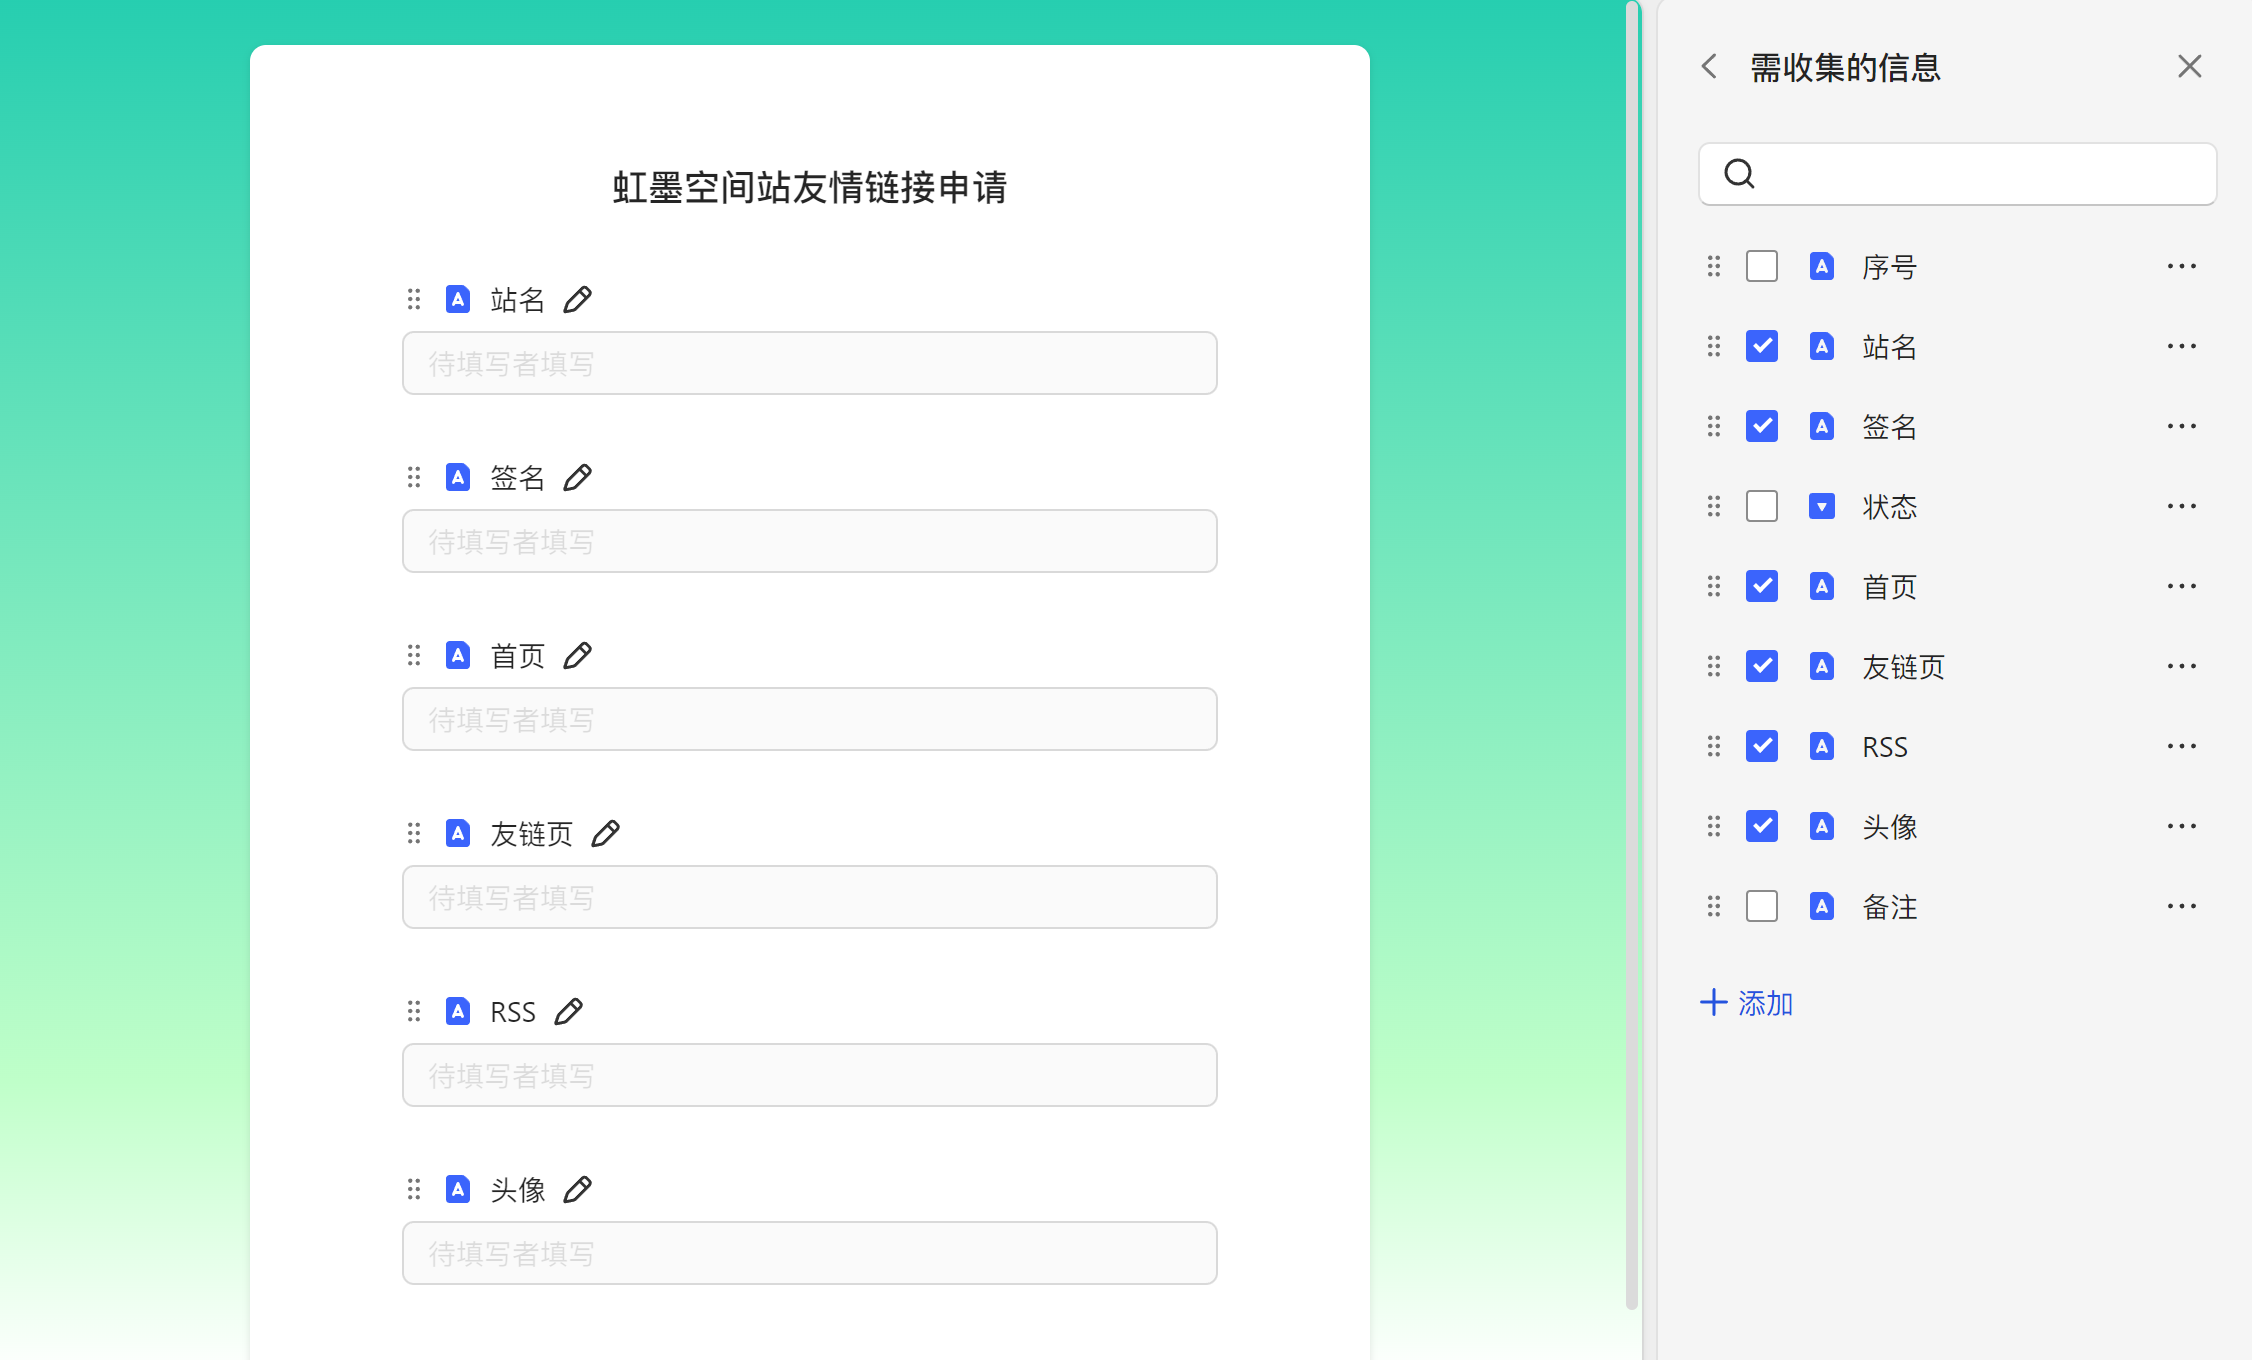 虹墨空间站友情链接申请
站名
待填写者填写
签名
待填写者填写
首页
待填写者填写
友链页
待填写者填写
RSS
待填写者填写
头像
待填写者填写
需收集的信息
序号
站名
签名
状态
首页
友链页
RSS
头像
备注
添加